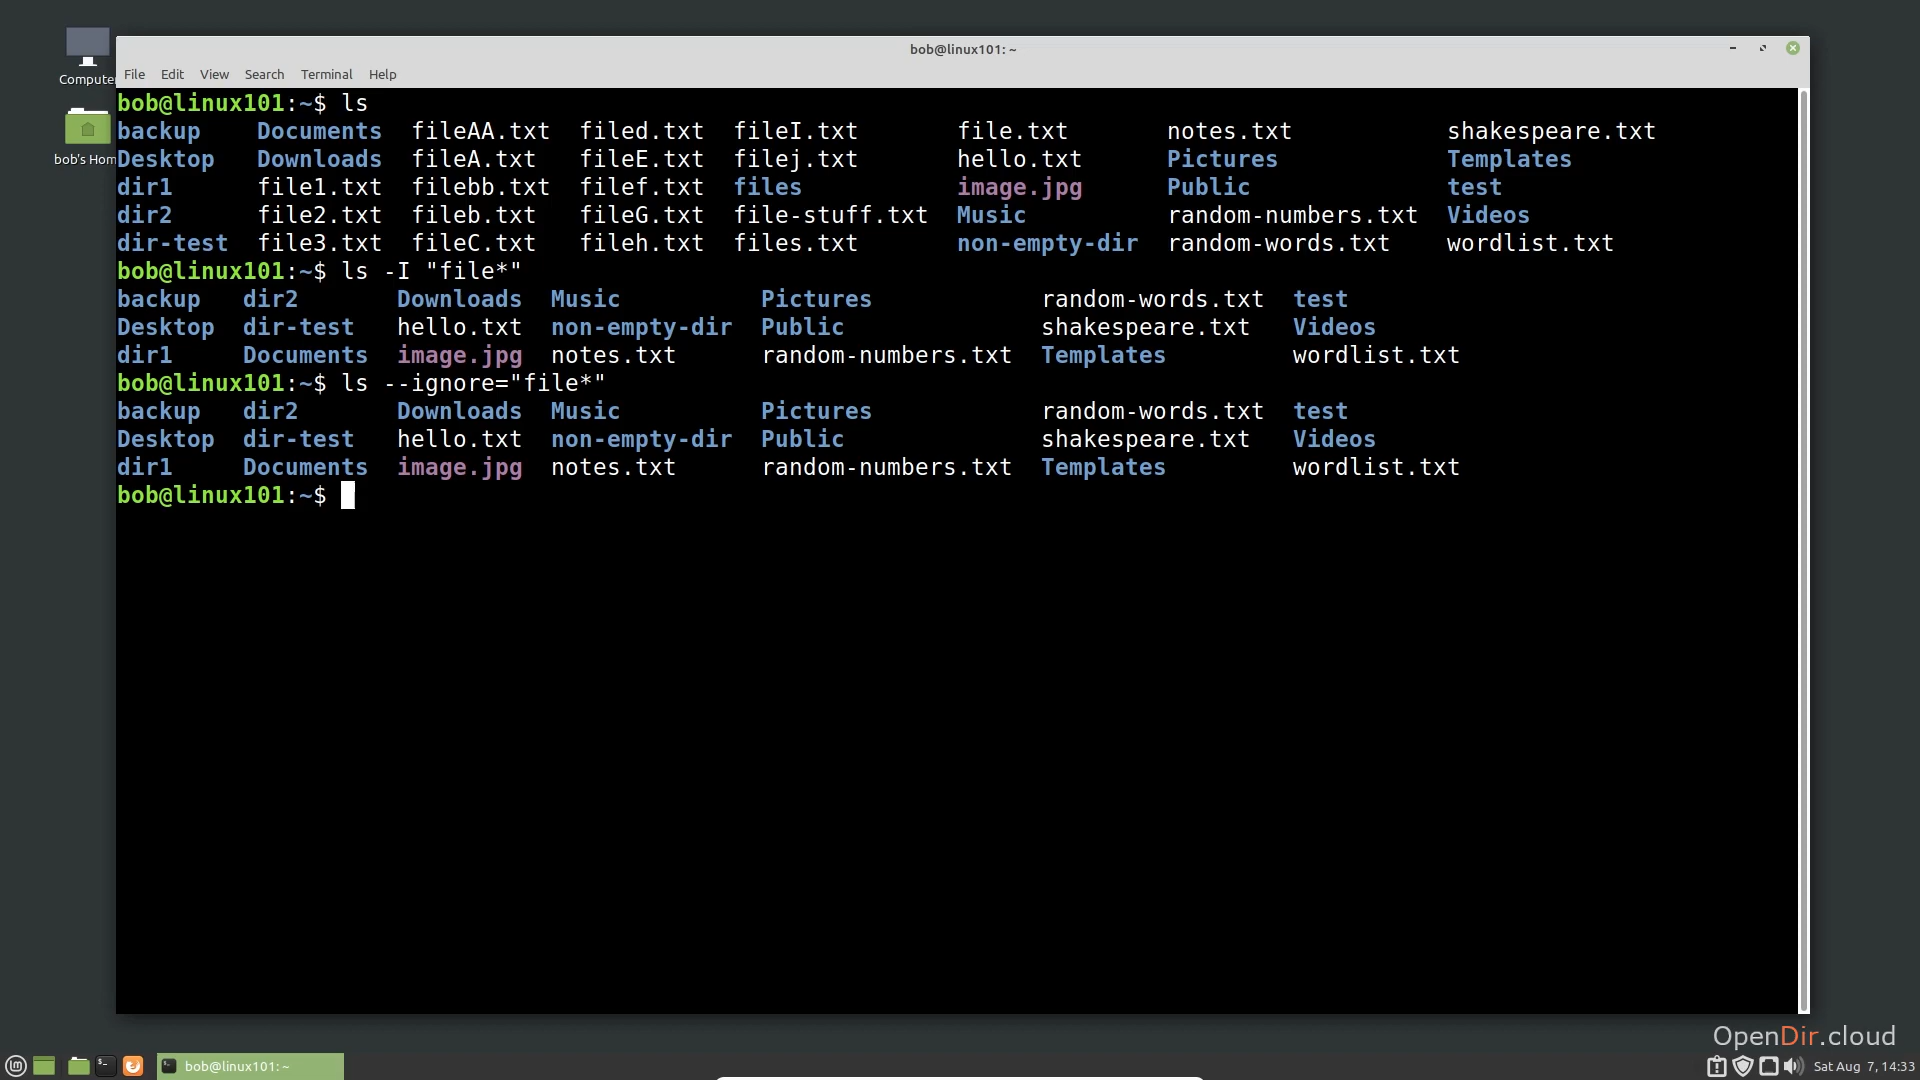 bob@linux101: ~
Computer
File Edit View Search Terminal Help
bob's Hom
bob@linux101:~$ ls
backup Documents fileAA.txt filed.txt fileI.txt file.txt notes.txt shakespeare.txt
Desktop Downloads fileA.txt fileE.txt filej.txt hello.txt Pictures Templates
dir1 file1.txt filebb.txt filef.txt files image.jpg Public test
dir2 file2.txt fileb.txt fileG.txt file-stuff.txt Music random-numbers.txt Videos
dir-test file3.txt fileC.txt fileh.txt files.txt non-empty-dir random-words.txt wordlist.txt
bob@linux101:~$ ls -I "file*"
backup dir2 Downloads Music Pictures random-words.txt test
Desktop dir-test hello.txt non-empty-dir Public shakespeare.txt Videos
dir1 Documents image.jpg notes.txt random-numbers.txt Templates wordlist.txt
bob@linux101:~$ ls --ignore="file*"
backup dir2 Downloads Music Pictures random-words.txt test
Desktop dir-test hello.txt non-empty-dir Public shakespeare.txt Videos
dir1 Documents image.jpg notes.txt random-numbers.txt Templates wordlist.txt
bob@linux101:~$
OpenDir.cloud
bob@linux101: ~
Sat Aug 7, 14:33